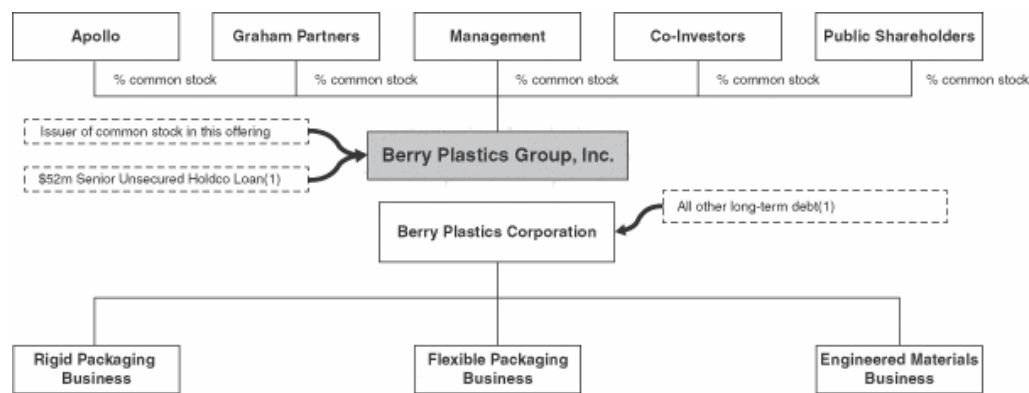 Apollo
Graham Partners
Management
Co-Investors
Public Shareholders
% common stock
% common stock
% common stock
% common stock
% common stock
Issuer of common stock in this offering
Berry Plastics Group, Inc.
$52m Senior Unsecured Holdco Loan(1)
All other long-term debt(1)
Berry Plastics Corporation
Rigid Packaging
Business
Flexible Packaging
Business
Engineered Materials
Business